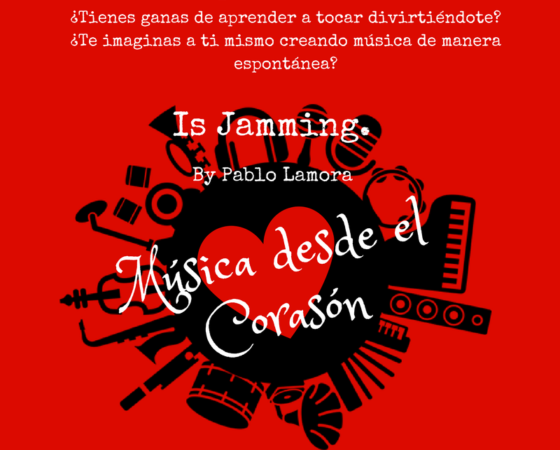 ¿Tienes ganas de aprender a tocar divirtiéndote?
¿Te imaginas a ti mismo creando música de manera
espontánea?
Is Jamming.
By Pablo Lamora
Música desde el
Corasón